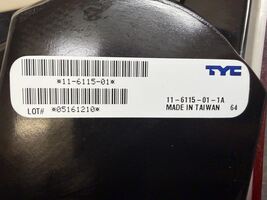 TYC
*11-6115-01*
11-6115-01-1A
LOT# *05161210*
MADE IN TAIWAN 64